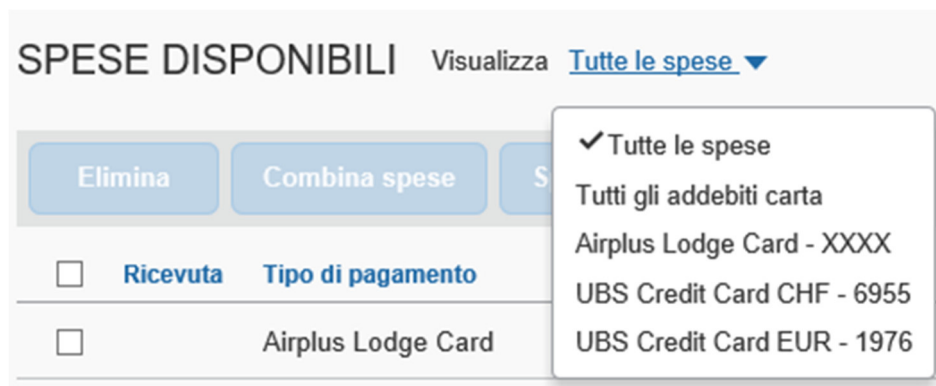 SPESE DISPONIBILI Visualizza Tutte le spese
Tutte le spese
Elimina Combina spese
Tutti gli addebiti carta
Airplus Lodge Card - XXXX
Ricevuta Tipo di pagamento
UBS Credit Card CHF - 6955
Airplus Lodge Card
UBS Credit Card EUR - 1976